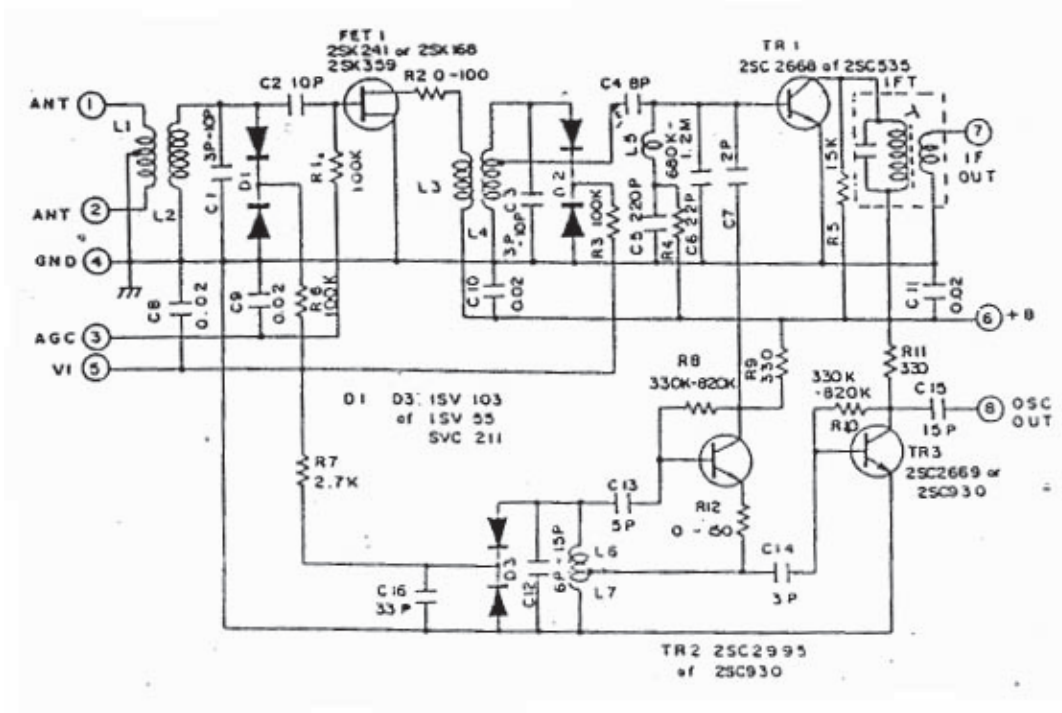 FET 1
2SK241 or 2SK168
2SK359
TR 1
2SC 2668 of 2SC535
IFT
T
R2 0-100
C2 10P
C4 8P
ANT 1
L1
L2
3P-10P
C1
D1
R1
100K
L3
L4
C3
3P-10P
D2
R3 100K
L5
680K-1.2M
C5 220P
R4
C6 22P
2P
C7
15K
R5
7
IF
OUT
ANT 2
GND 4
C8
0.02
C9
0.02
R6
100K
C10
0.02
C11
0.02
AGC 3
VT 5
6 +B
D1 D3: 1SV 103
of 1SV 55
SVC 211
R8
330K-820K
R9
330
330K
-820K
R10
R11
330
C15
15P
8 OSC
OUT
TR3
2SC2669 or
2SC930
R7
2.7K
C13
5P
R12
0-150
C14
3P
D3
C12
6P-15P
L6
L7
C16
33P
TR2 2SC2995
of 2SC930